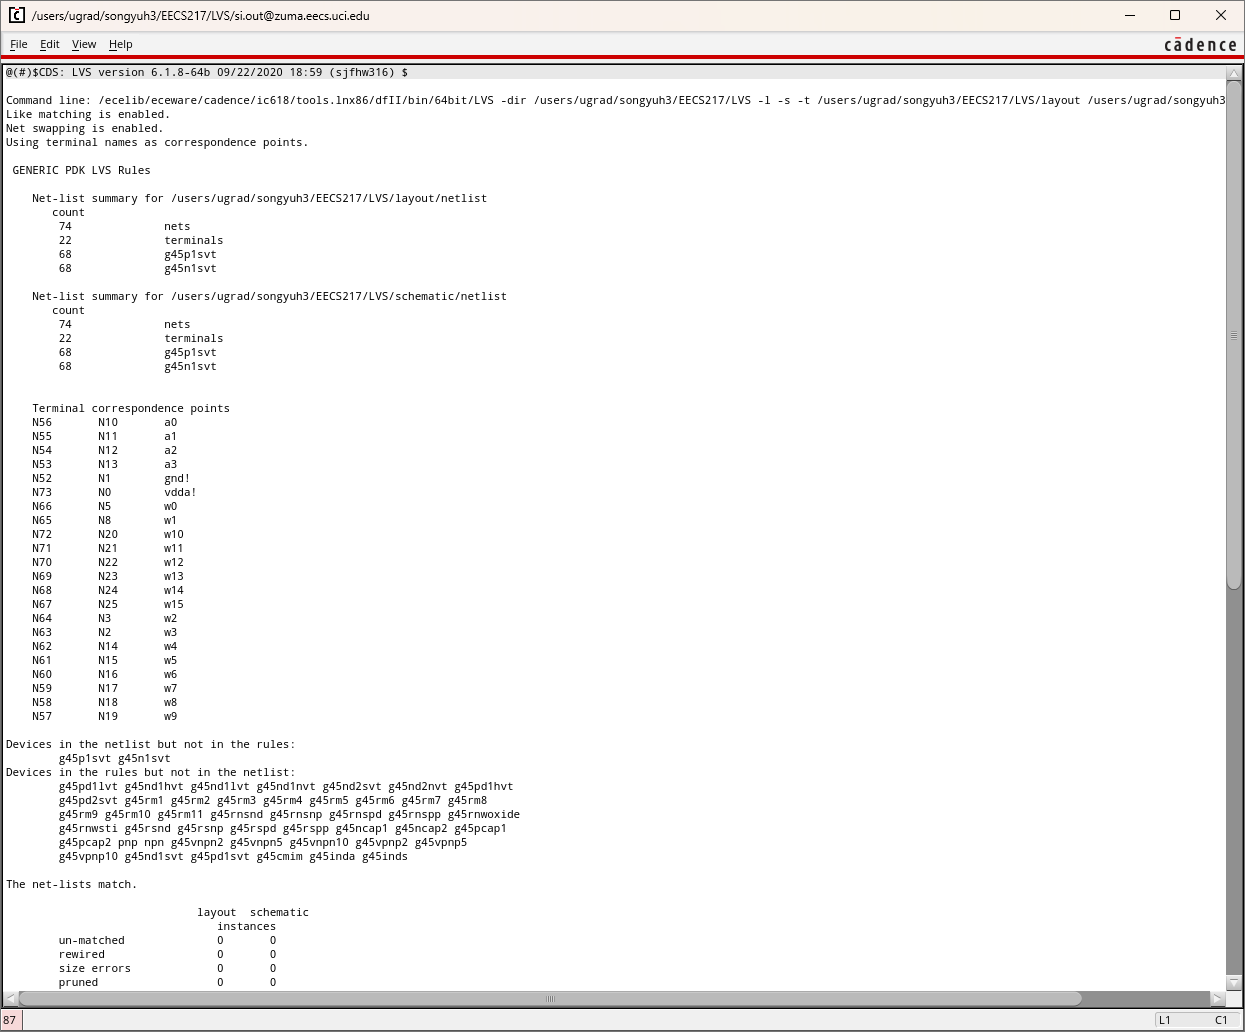 /users/ugrad/songyuh3/EECS217/LVS/si.out@zuma.eecs.uci.edu
File Edit View Help
cādence
@(#)$CDS: LVS version 6.1.8-64b 09/22/2020 18:59 (sjfhw316) $
Command line: /ecelib/eceware/cadence/ic618/tools.lnx86/dfII/bin/64bit/LVS -dir /users/ugrad/songyuh3/EECS217/LVS -l -s -t /users/ugrad/songyuh3/EECS217/LVS/layout /users/ugrad/songyuh3
Like matching is enabled.
Net swapping is enabled.
Using terminal names as correspondence points.
GENERIC PDK LVS Rules
Net-list summary for /users/ugrad/songyuh3/EECS217/LVS/layout/netlist
count
74 nets
22 terminals
68 g45p1svt
68 g45n1svt
Net-list summary for /users/ugrad/songyuh3/EECS217/LVS/schematic/netlist
count
74 nets
22 terminals
68 g45p1svt
68 g45n1svt
Terminal correspondence points
N56 N10 a0
N55 N11 a1
N54 N12 a2
N53 N13 a3
N52 N1 gnd!
N73 N0 vdda!
N66 N5 w0
N65 N8 w1
N72 N20 w10
N71 N21 w11
N70 N22 w12
N69 N23 w13
N68 N24 w14
N67 N25 w15
N64 N3 w2
N63 N2 w3
N62 N14 w4
N61 N15 w5
N60 N16 w6
N59 N17 w7
N58 N18 w8
N57 N19 w9
Devices in the netlist but not in the rules:
g45p1svt g45n1svt
Devices in the rules but not in the netlist:
g45pd1lvt g45nd1hvt g45nd1lvt g45nd1nvt g45nd2svt g45nd2nvt g45pd1hvt
g45pd2svt g45rm1 g45rm2 g45rm3 g45rm4 g45rm5 g45rm6 g45rm7 g45rm8
g45rm9 g45rm10 g45rm11 g45rnsnd g45rnsnp g45rnspd g45rnspp g45rnwoxide
g45rnwsti g45rsnd g45rsnp g45rspd g45rspp g45ncap1 g45ncap2 g45pcap1
g45pcap2 pnp npn g45vnpn2 g45vnpn5 g45vnpn10 g45vpnp2 g45vpnp5
g45vpnp10 g45nd1svt g45pd1svt g45cmim g45inda g45inds
The net-lists match.
layout schematic
instances
un-matched 0 0
rewired 0 0
size errors 0 0
pruned 0 0
87 L1 C1